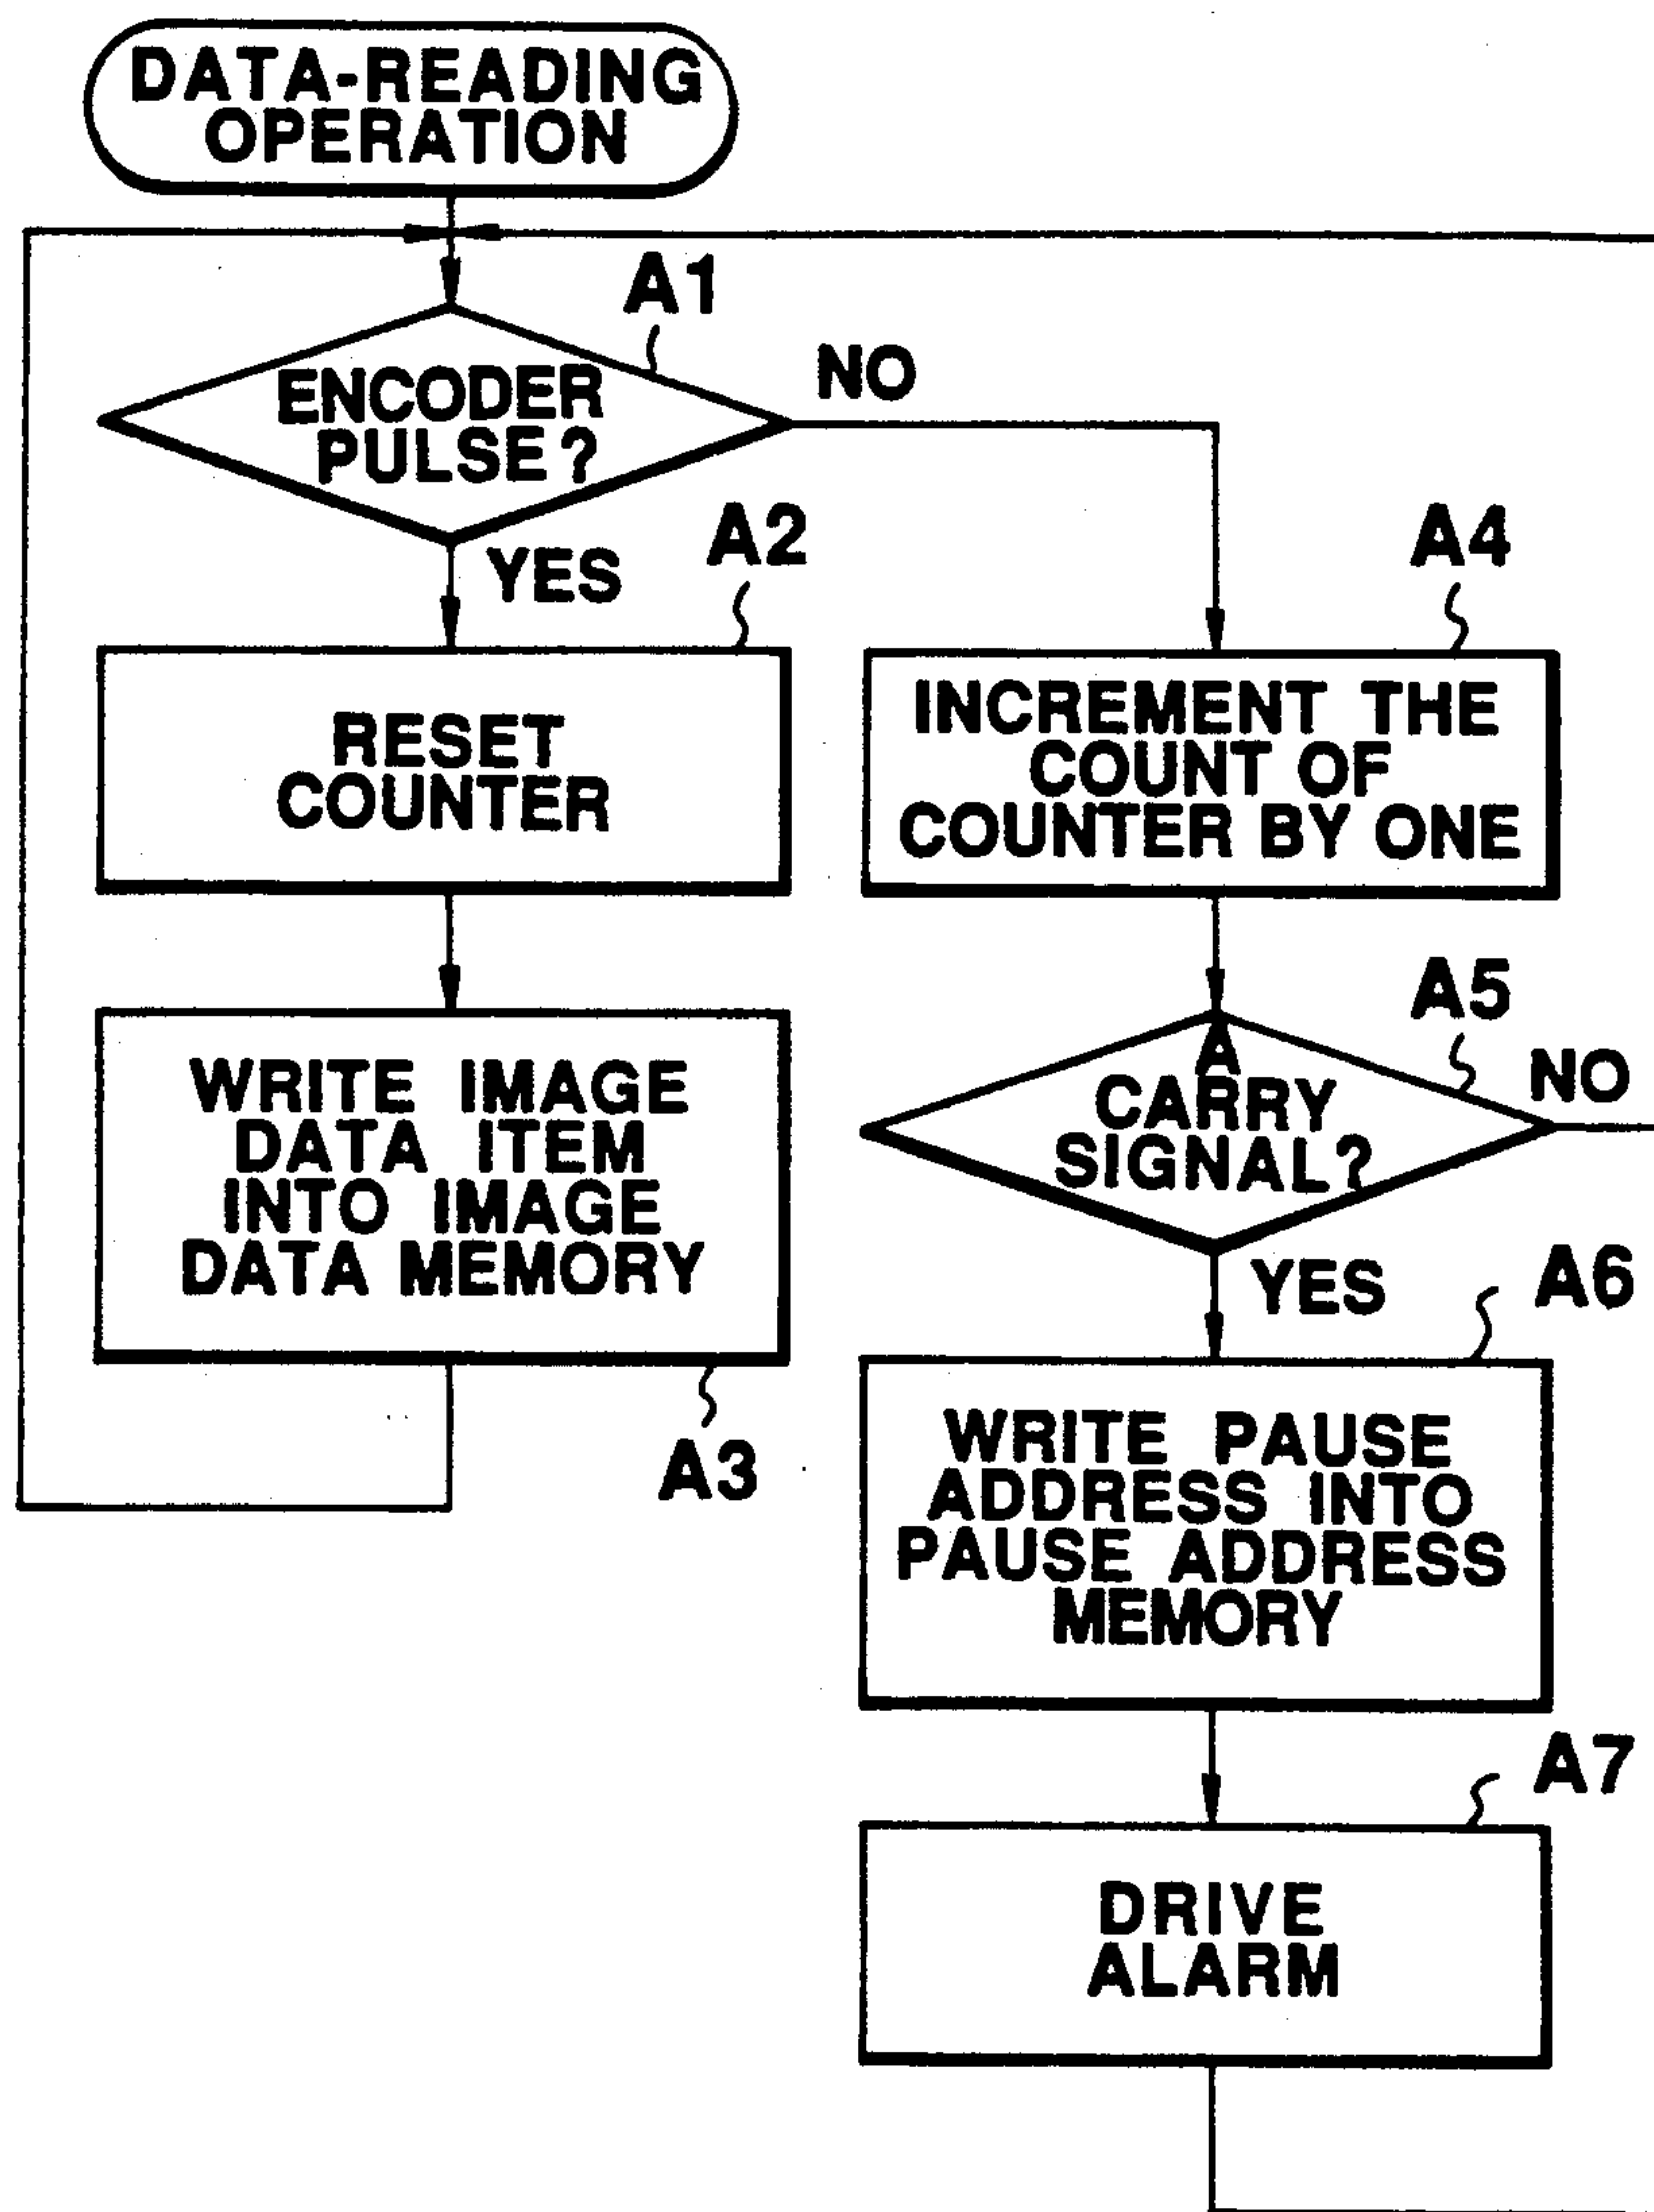 DATA-READING
OPERATION
A1
ENCODER
PULSE?
NO
YES
A2
RESET
COUNTER
WRITE IMAGE
DATA ITEM
INTO IMAGE
DATA MEMORY
A3
A4
INCREMENT THE
COUNT OF
COUNTER BY ONE
A5
A
CARRY
SIGNAL?
NO
YES
A6
WRITE PAUSE
ADDRESS INTO
PAUSE ADDRESS
MEMORY
A7
DRIVE
ALARM